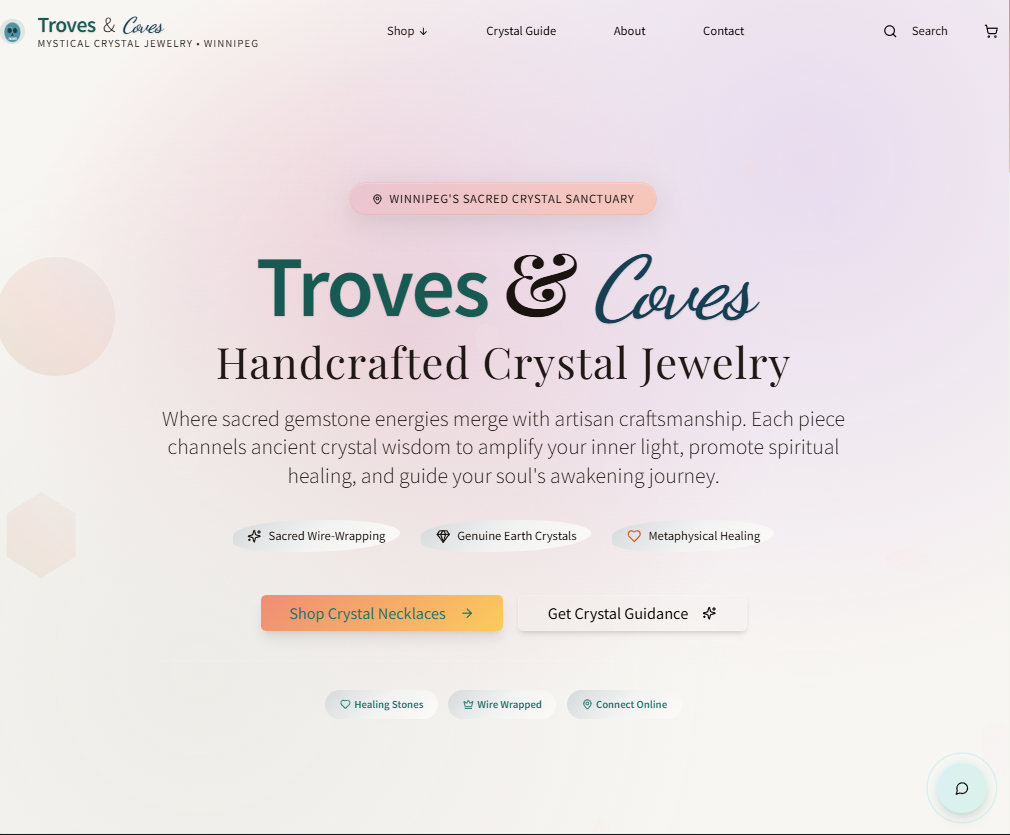 Troves & Coves
MYSTICAL CRYSTAL JEWELRY • WINNIPEG
Shop ↓
Crystal Guide
About
Contact
Search
WINNIPEG'S SACRED CRYSTAL SANCTUARY
Troves & Coves
Handcrafted Crystal Jewelry
Where sacred gemstone energies merge with artisan craftsmanship. Each piece
channels ancient crystal wisdom to amplify your inner light, promote spiritual
healing, and guide your soul's awakening journey.
Sacred Wire-Wrapping
Genuine Earth Crystals
Metaphysical Healing
Shop Crystal Necklaces →
Get Crystal Guidance
Healing Stones
Wire Wrapped
Connect Online